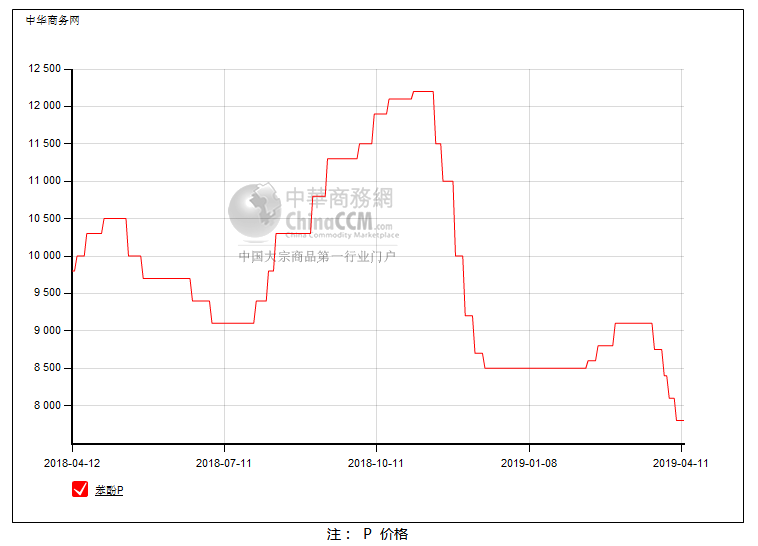 中华商务网
12 500
12 000
11 500
11 000
10 500
10 000
9 500
9 000
8 500
8 000
中華商務網
ChinaCCM.com
China Commodity Marketplace
中国大宗商品第一行业门户
2018-04-12 2018-07-11 2018-10-11 2019-01-08 2019-04-11
苯酚P
注： P 价格